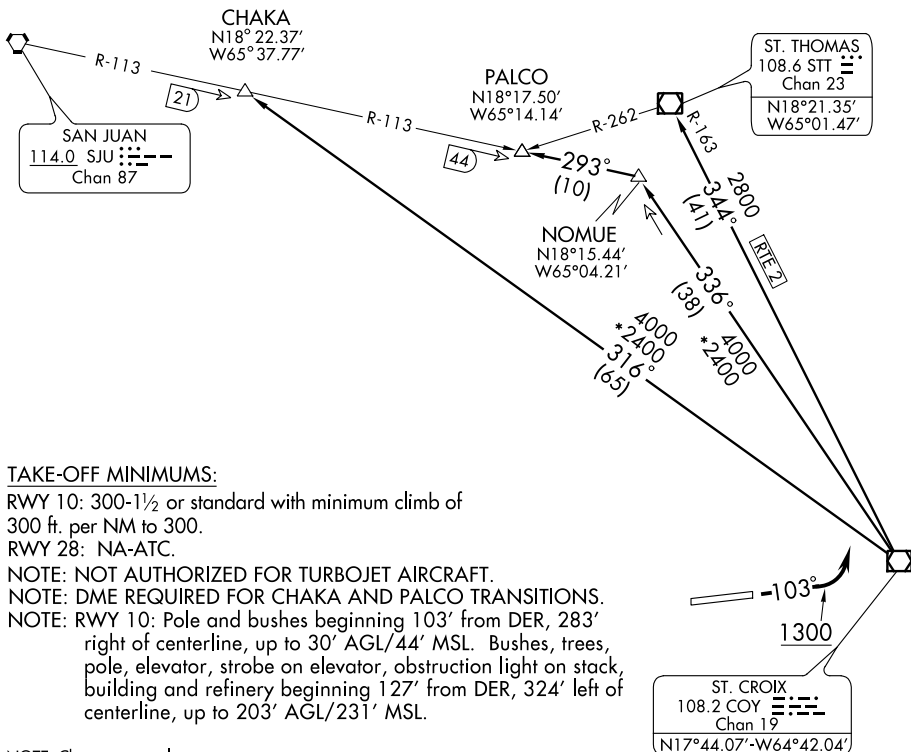 CHAKA
N18° 22.37′
W65° 37.77′
R-113
21
SAN JUAN
114.0 SJU
Chan 87
PALCO
N18°17.50′
W65°14.14′
R-113
44
ST. THOMAS
108.6 STT
Chan 23
N18°21.35′
W65°01.47′
R-262
R-163
293°
(10)
NOMUE
N18°15.44′
W65°04.21′
2800
344°
(41)
RTE 2
336°
(38)
4000
*2400
4000
*2400
316°
(65)
TAKE-OFF MINIMUMS:
RWY 10: 300-1½ or standard with minimum climb of
300 ft. per NM to 300.
RWY 28: NA-ATC.
NOTE: NOT AUTHORIZED FOR TURBOJET AIRCRAFT.
NOTE: DME REQUIRED FOR CHAKA AND PALCO TRANSITIONS.
NOTE: RWY 10: Pole and bushes beginning 103′ from DER, 283′
right of centerline, up to 30′ AGL/44′ MSL. Bushes, trees,
pole, elevator, strobe on elevator, obstruction light on stack,
building and refinery beginning 127′ from DER, 324′ left of
centerline, up to 203′ AGL/231′ MSL.
103°
1300
ST. CROIX
108.2 COY
Chan 19
N17°44.07′-W64°42.04′